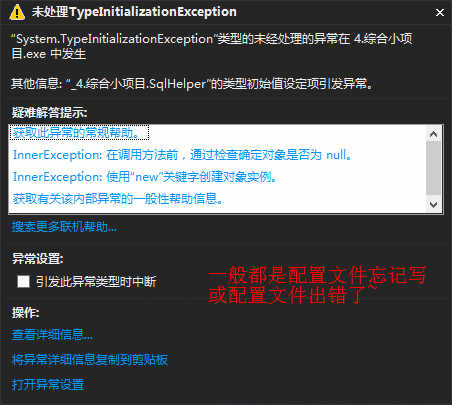 未处理TypeInitializationException
“System.TypeInitializationException”类型的未经处理的异常在 4.综合小项
目.exe 中发生
其他信息: “_4.综合小项目.SqlHelper”的类型初始值设定项引发异常。
疑难解答提示:
获取此异常的常规帮助。
InnerException: 在调用方法前，通过检查确定对象是否为 null。
InnerException: 使用“new”关键字创建对象实例。
获取有关该内部异常的一般性帮助信息。
搜索更多联机帮助...
异常设置:
引发此异常类型时中断
一般都是配置文件忘记写
或配置文件出错了~
操作:
查看详细信息...
将异常详细信息复制到剪贴板
打开异常设置